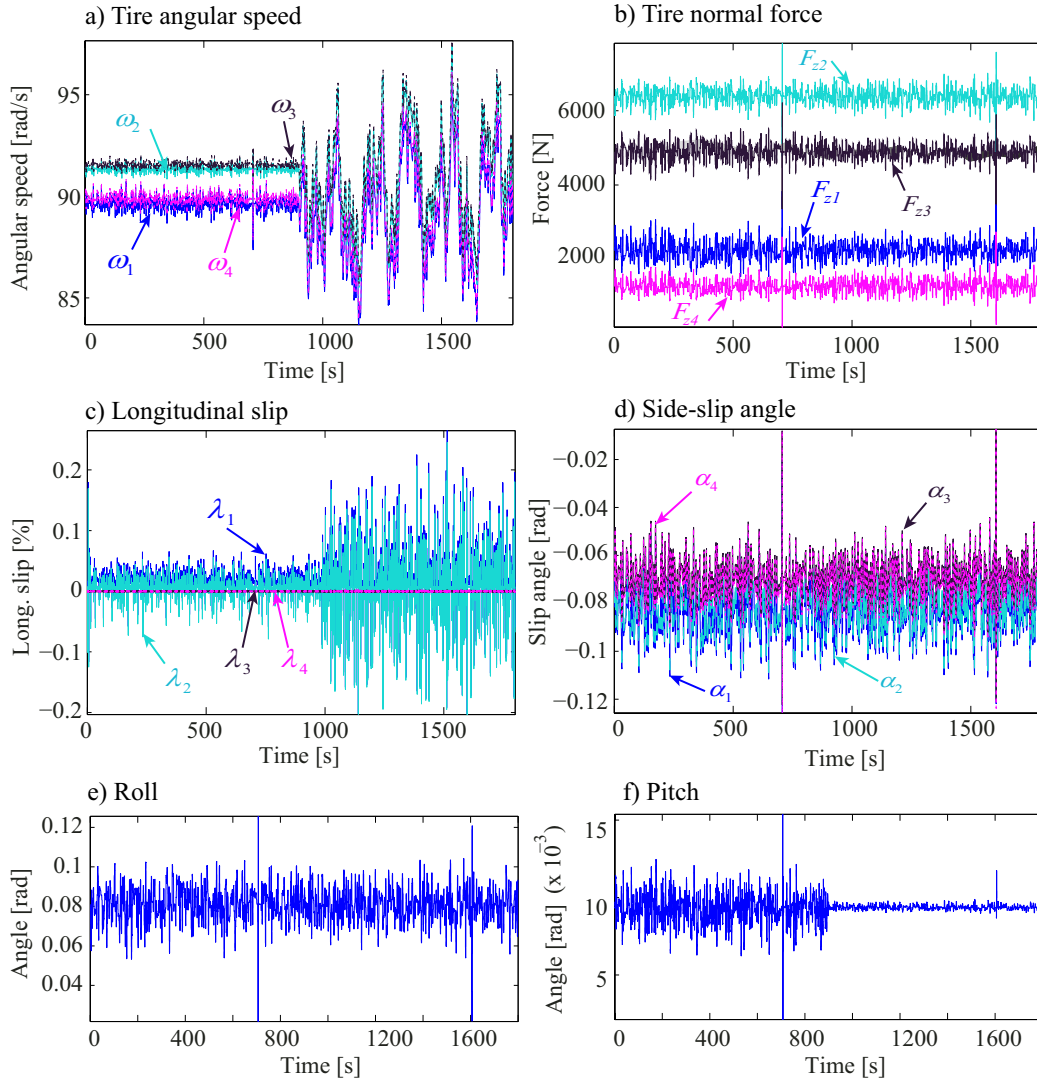 a) Tire angular speed
Angular speed [rad/s]
95
90
85
ω2
ω3
ω1
ω4
0 500 1000 1500
Time [s]
b) Tire normal force
Force [N]
6000
4000
2000
Fz2
Fz1
Fz3
Fz4
0 500 1000 1500
Time [s]
c) Longitudinal slip
Long. slip [%]
0.2
0.1
0
−0.1
−0.2
λ1
λ2
λ3
λ4
0 500 1000 1500
Time [s]
d) Side-slip angle
Slip angle [rad]
−0.02
−0.04
−0.06
−0.08
−0.1
−0.12
α4
α3
α1
α2
0 500 1000 1500
Time [s]
e) Roll
Angle [rad]
0.12
0.1
0.08
0.06
0.04
0 400 800 1200 1600
Time [s]
f) Pitch
Angle [rad] (x 10−3)
15
10
5
0 400 800 1200 1600
Time [s]